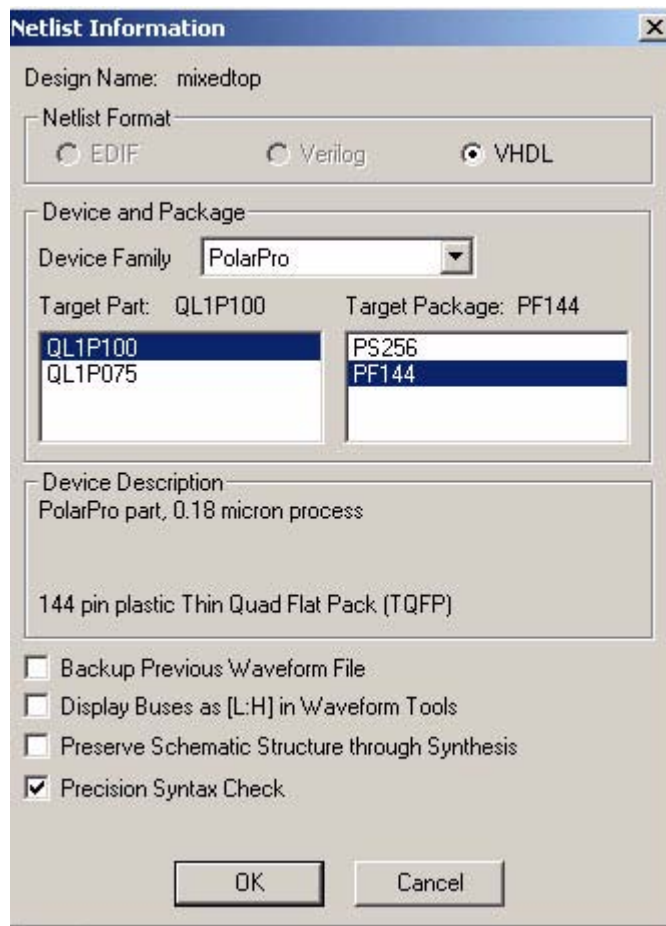 Netlist Information
Design Name: mixedtop
Netlist Format
EDIF Verilog VHDL
Device and Package
Device Family PolarPro
Target Part: QL1P100 Target Package: PF144
QL1P100 PS256
QL1P075 PF144
Device Description
PolarPro part, 0.18 micron process
144 pin plastic Thin Quad Flat Pack (TQFP)
Backup Previous Waveform File
Display Buses as [L:H] in Waveform Tools
Preserve Schematic Structure through Synthesis
Precision Syntax Check
OK Cancel